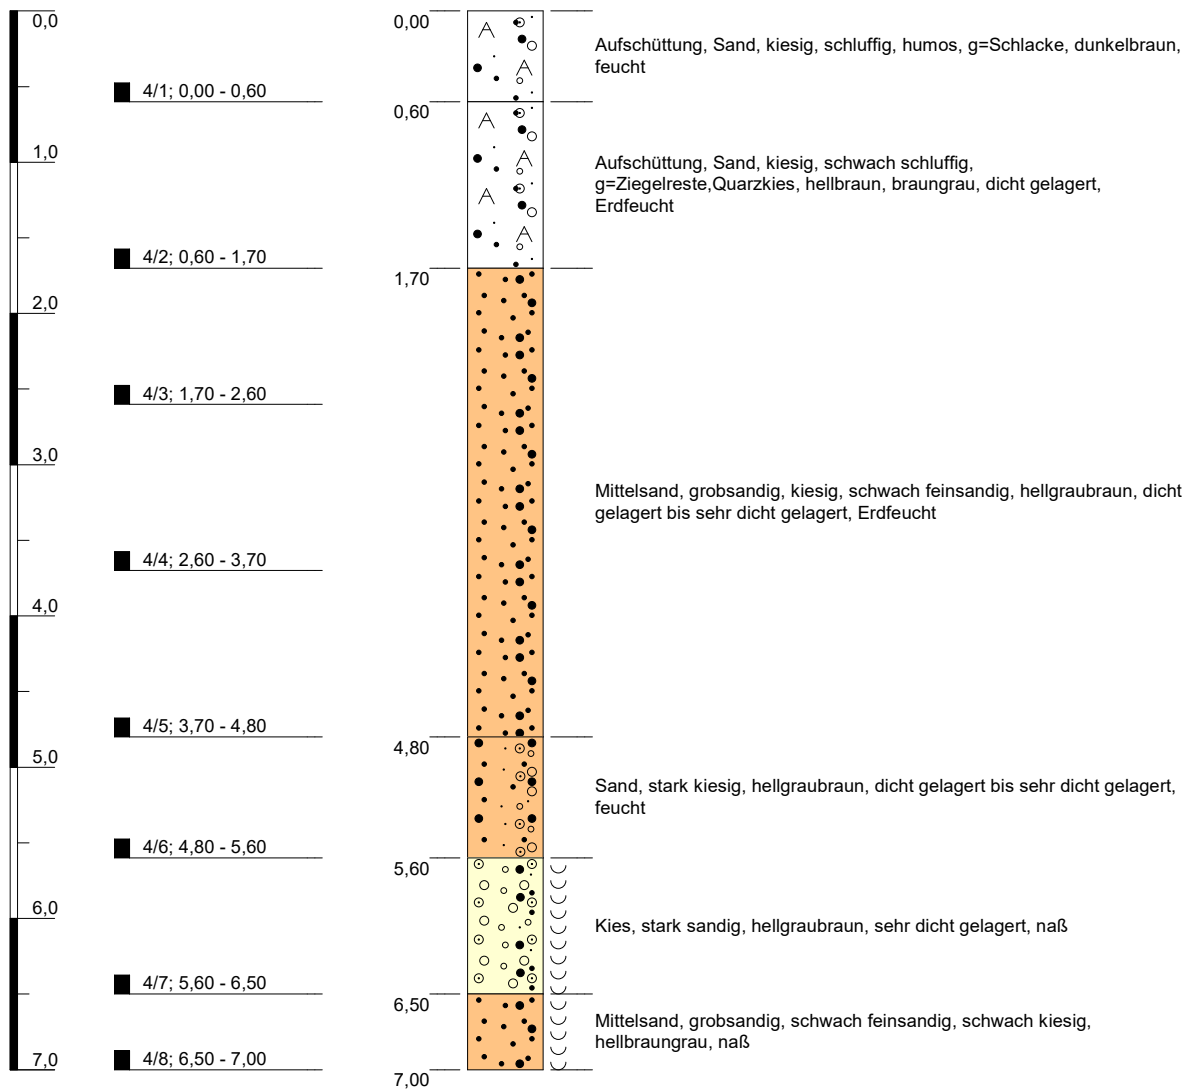 0,0
0,00
Aufschüttung, Sand, kiesig, schluffig, humos, g=Schlacke, dunkelbraun,
feucht
4/1; 0,00 - 0,60
0,60
1,0
Aufschüttung, Sand, kiesig, schwach schluffig,
g=Ziegelreste,Quarzkies, hellbraun, braungrau, dicht gelagert,
Erdfeucht
4/2; 0,60 - 1,70
1,70
2,0
4/3; 1,70 - 2,60
3,0
Mittelsand, grobsandig, kiesig, schwach feinsandig, hellgraubraun, dicht
gelagert bis sehr dicht gelagert, Erdfeucht
4/4; 2,60 - 3,70
4,0
4/5; 3,70 - 4,80
4,80
5,0
Sand, stark kiesig, hellgraubraun, dicht gelagert bis sehr dicht gelagert,
feucht
4/6; 4,80 - 5,60
5,60
6,0
Kies, stark sandig, hellgraubraun, sehr dicht gelagert, naß
4/7; 5,60 - 6,50
6,50
Mittelsand, grobsandig, schwach feinsandig, schwach kiesig,
hellbraungrau, naß
7,0
4/8; 6,50 - 7,00
7,00